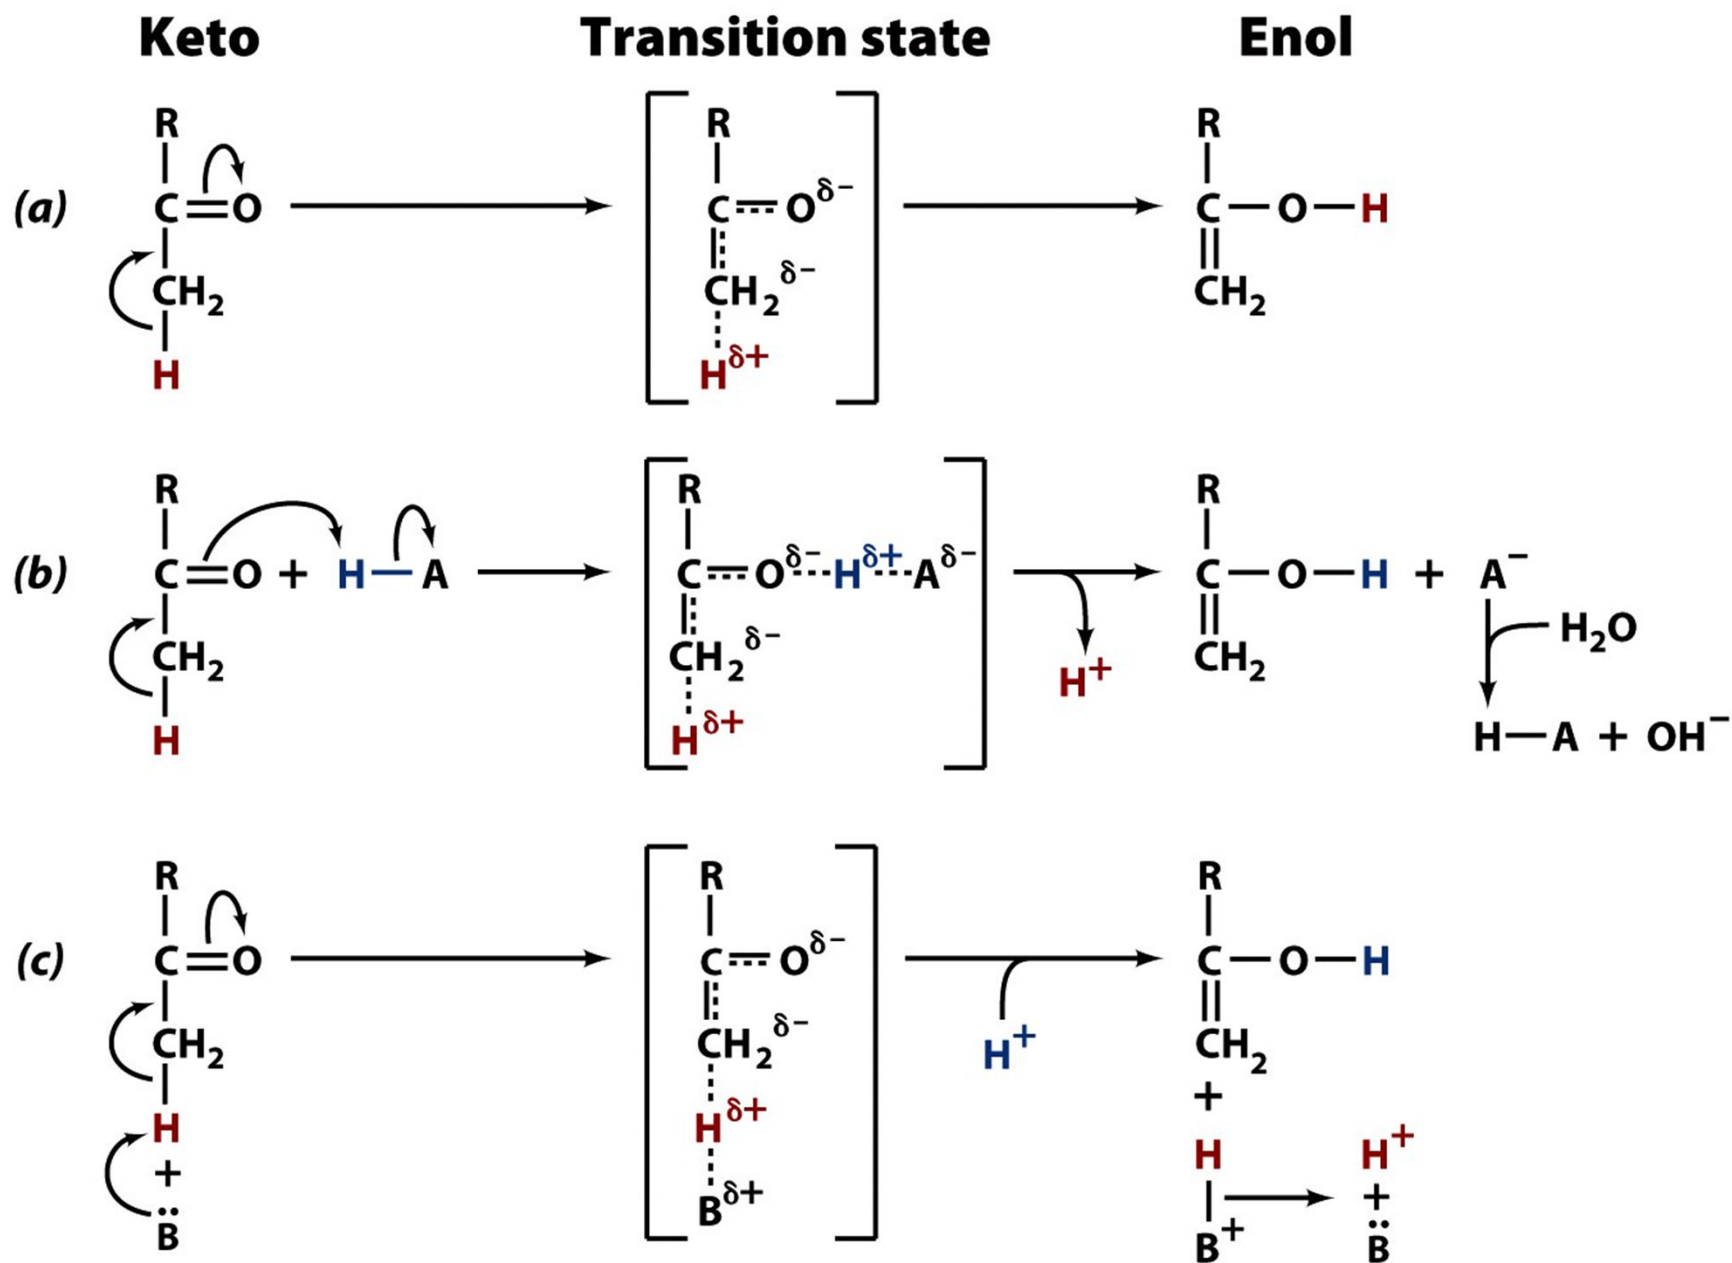 Keto Transition state Enol
R R R
(a) C=O C=O δ− C—O—H
CH2 CH2 δ− CH2
H H δ+
R R R
(b) C=O + H—A C=O δ− H δ+ A δ− C—O—H + A−
CH2 CH2 δ− H+ CH2 H2O
H H δ+ H—A + OH−
R R R
(c) C=O C=O δ− C—O—H
CH2 CH2 δ− H+ CH2
+
H H δ+ H H+
+ +
B B δ+ B+ B